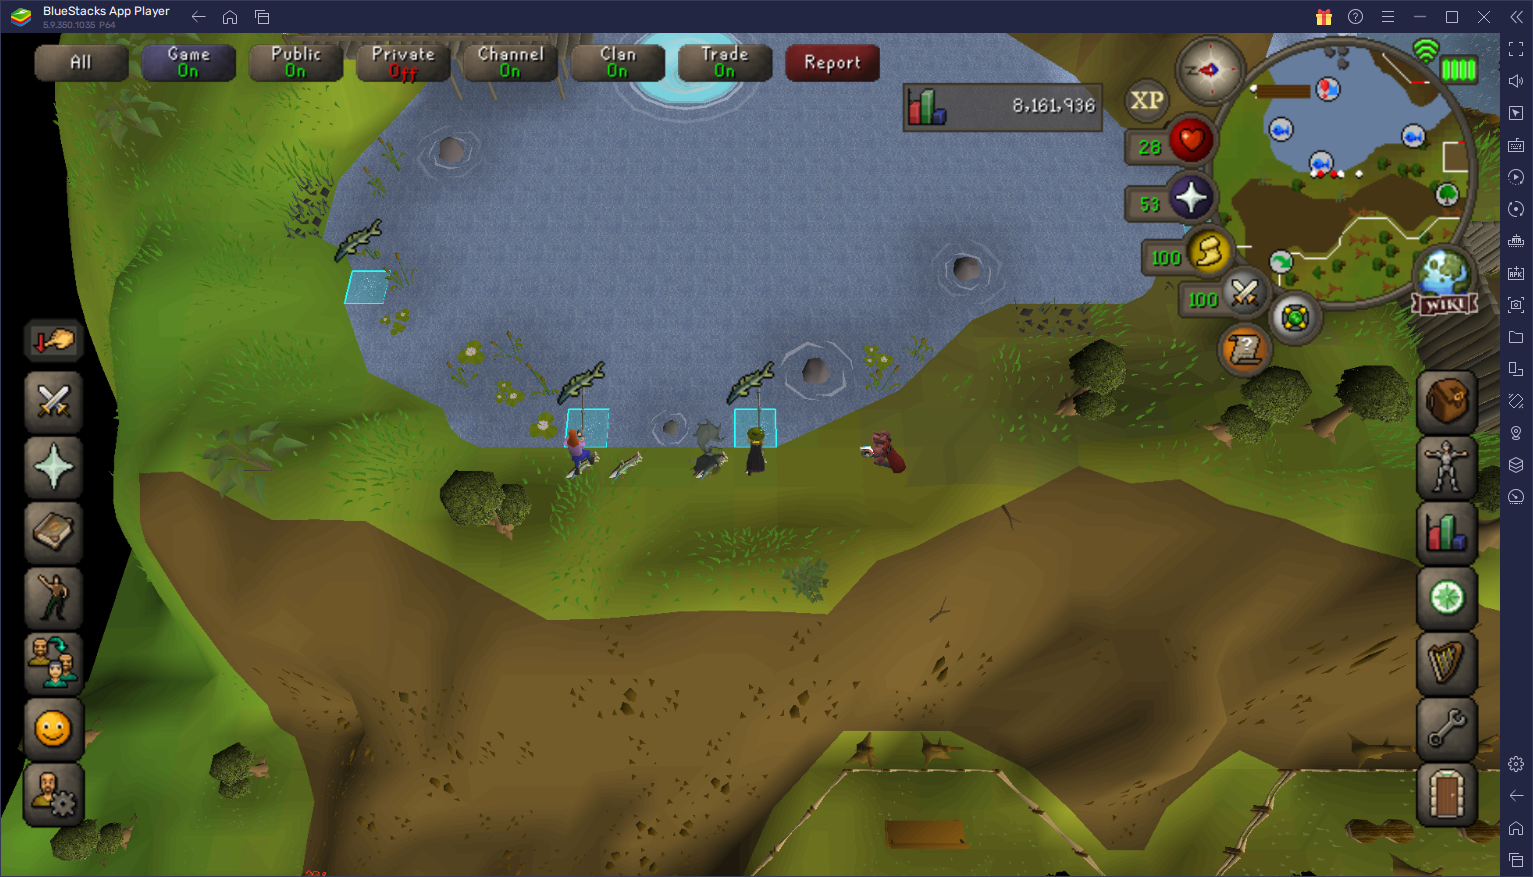 BlueStacks App Player
5.9.350.1035 P64
All
Game
On
Public
On
Private
Off
Channel
On
Clan
On
Trade
On
Report
8,161,936
XP
28
53
100
100
WIKI